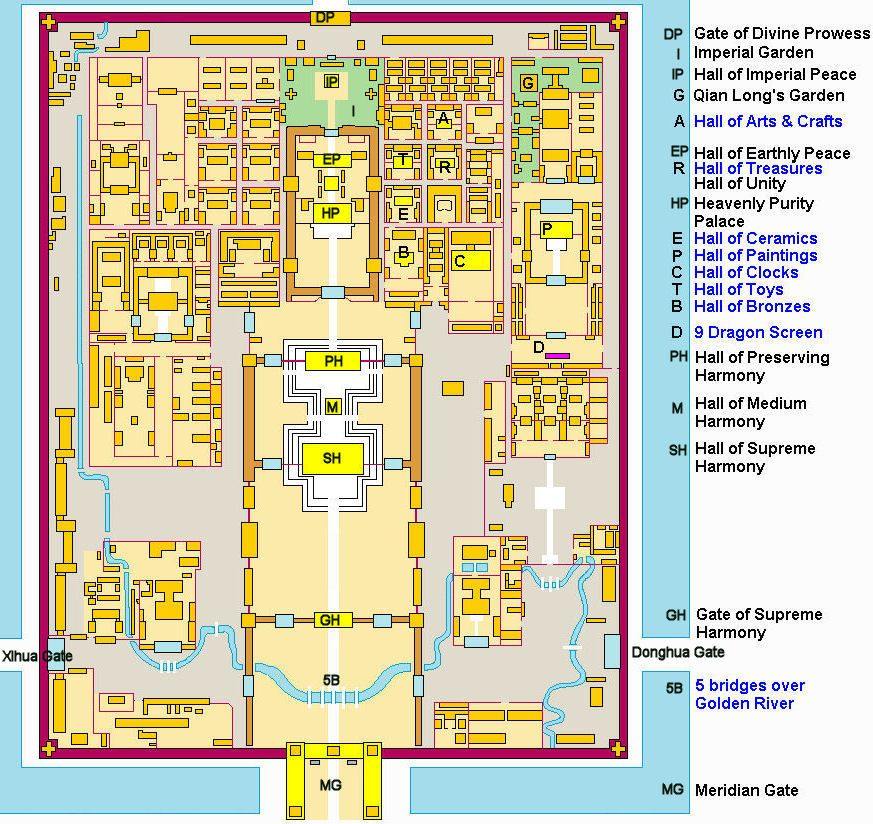 DP
IP
I
G
A
EP
T
R
HP
E
P
B
C
D
PH
M
SH
GH
Xihua Gate
Donghua Gate
5B
MG
DP Gate of Divine Prowess
I Imperial Garden
IP Hall of Imperial Peace
G Qian Long's Garden
A Hall of Arts & Crafts
EP Hall of Earthly Peace
R Hall of Treasures
Hall of Unity
HP Heavenly Purity
Palace
E Hall of Ceramics
P Hall of Paintings
C Hall of Clocks
T Hall of Toys
B Hall of Bronzes
D 9 Dragon Screen
PH Hall of Preserving
Harmony
M Hall of Medium
Harmony
SH Hall of Supreme
Harmony
GH Gate of Supreme
Harmony
5B 5 bridges over
Golden River
MG Meridian Gate